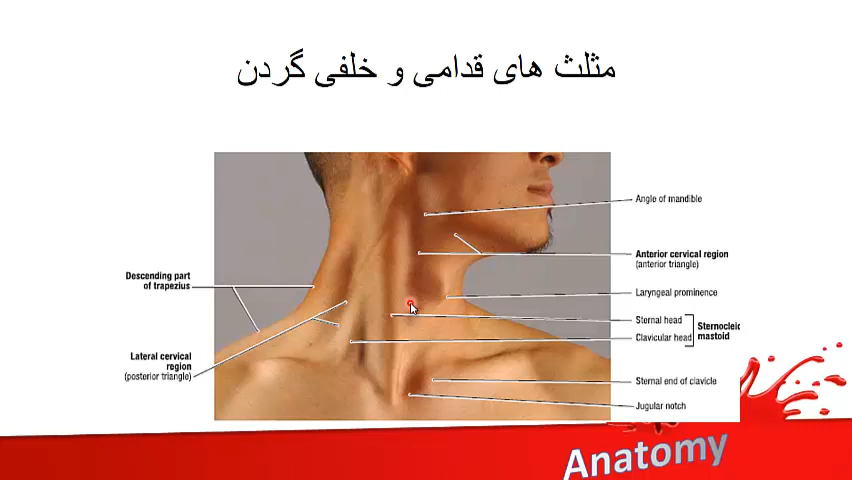 مثلث های قدامی و خلفی گردن
Angle of mandible
Anterior cervical region
(anterior triangle)
Laryngeal prominence
Sternal head
Clavicular head
Sternocleid
mastoid
Sternal end of clavicle
Jugular notch
Descending part
of trapezius
Lateral cervical
region
(posterior triangle)
Anatomy